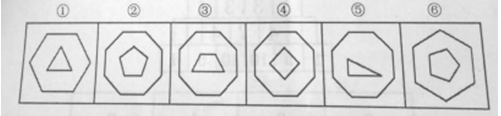 ① ② ③ ④ ⑤ ⑥